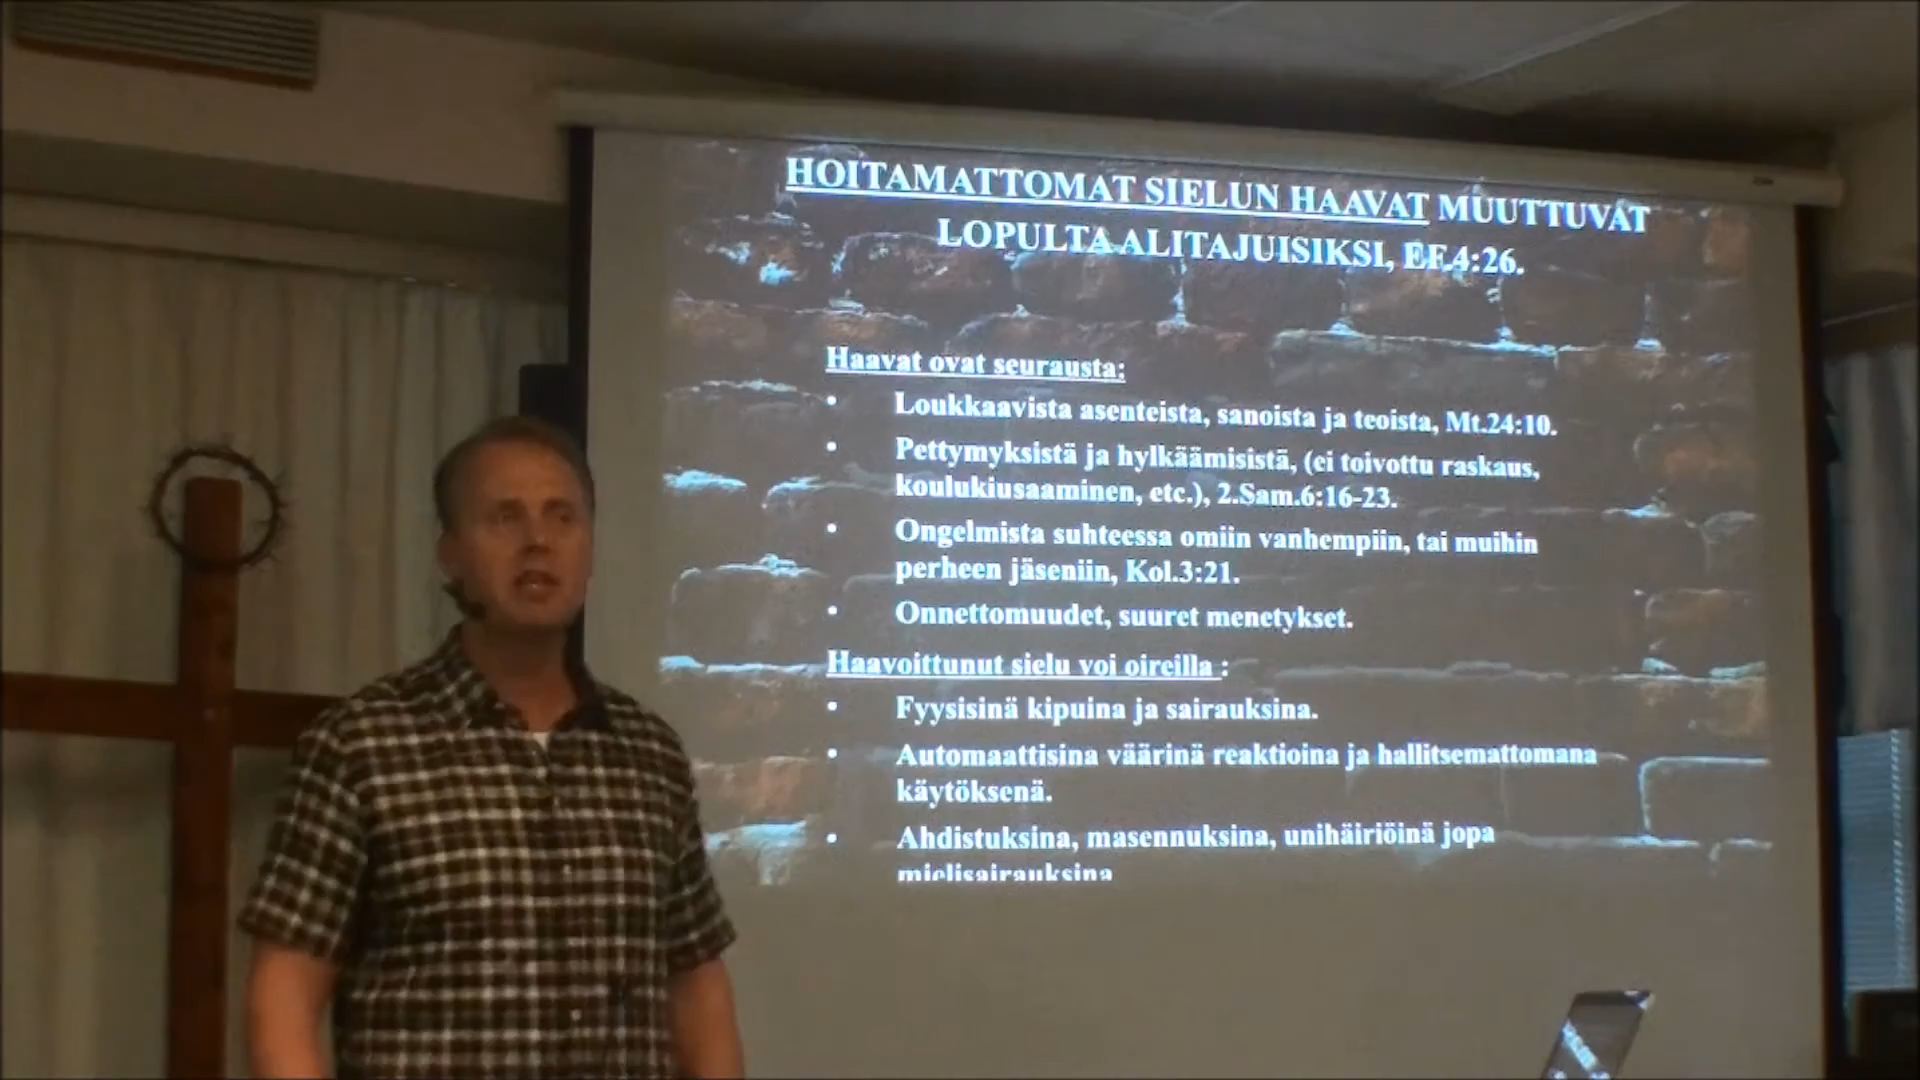 HOITAMATTOMAT SIELUN HAAVAT MUUTTUVAT
LOPULTA ALITAJUISIKSI, EF.4:26.
Haavat ovat seurausta:
• Loukkaavista asenteista, sanoista ja teoista, Mt.24:10.
• Pettymyksistä ja hylkäämisistä, (ei toivottu raskaus,
koulukiusaaminen, etc.), 2.Sam.6:16-23.
• Ongelmista suhteessa omiin vanhempiin, tai muihin
perheen jäseniin, Kol.3:21.
• Onnettomuudet, suuret menetykset.
Haavoittunut sielu voi oireilla :
• Fyysisinä kipuina ja sairauksina.
• Automaattisina väärinä reaktioina ja hallitsemattomana
käytöksenä.
• Ahdistuksina, masennuksina, unihäiriöinä jopa
mielisairauksina